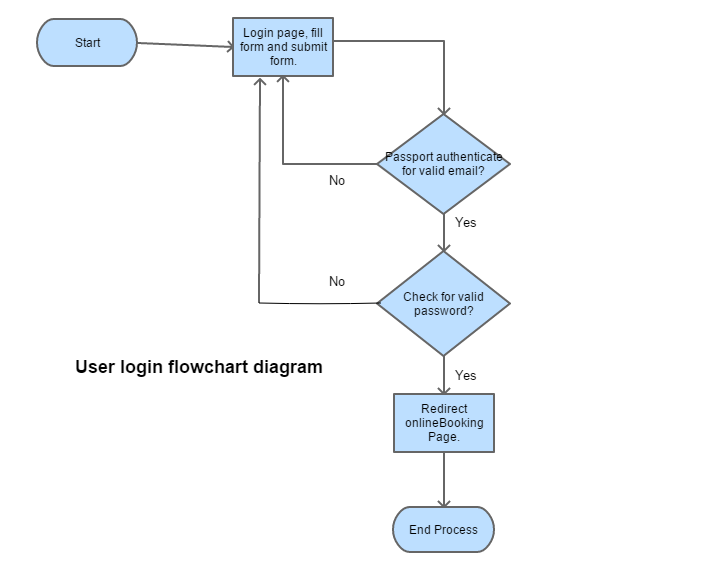 Start
Login page, fill
form and submit
form.
Passport authenticate
for valid email?
No
Yes
Check for valid
password?
No
User login flowchart diagram
Yes
Redirect
onlineBooking
Page.
End Process